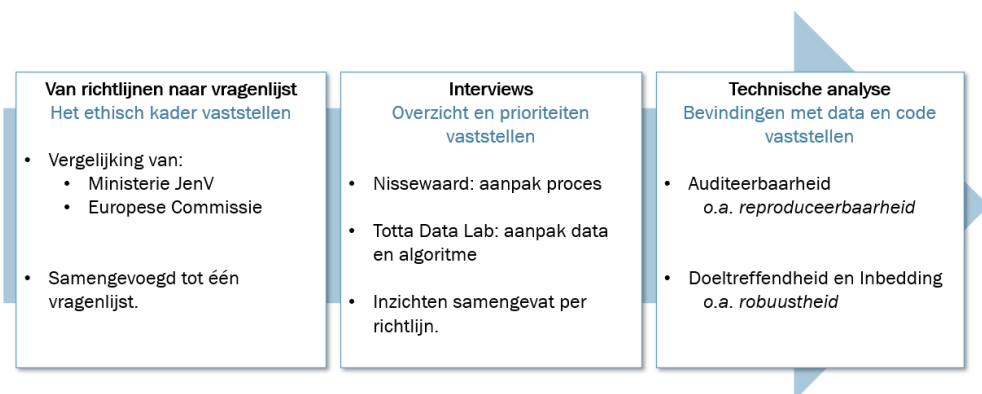 Van richtlijnen naar vragenlijst
Het ethisch kader vaststellen
• Vergelijking van:
• Ministerie JenV
• Europese Commissie
• Samengevoegd tot één
vragenlijst.
Interviews
Overzicht en prioriteiten
vaststellen
• Nissewaard: aanpak proces
• Totta Data Lab: aanpak data
en algoritme
• Inzichten samengevat per
richtlijn.
Technische analyse
Bevindingen met data en code
vaststellen
• Auditeerbaarheid
o.a. reproduceerbaarheid
• Doeltreffendheid en Inbedding
o.a. robuustheid